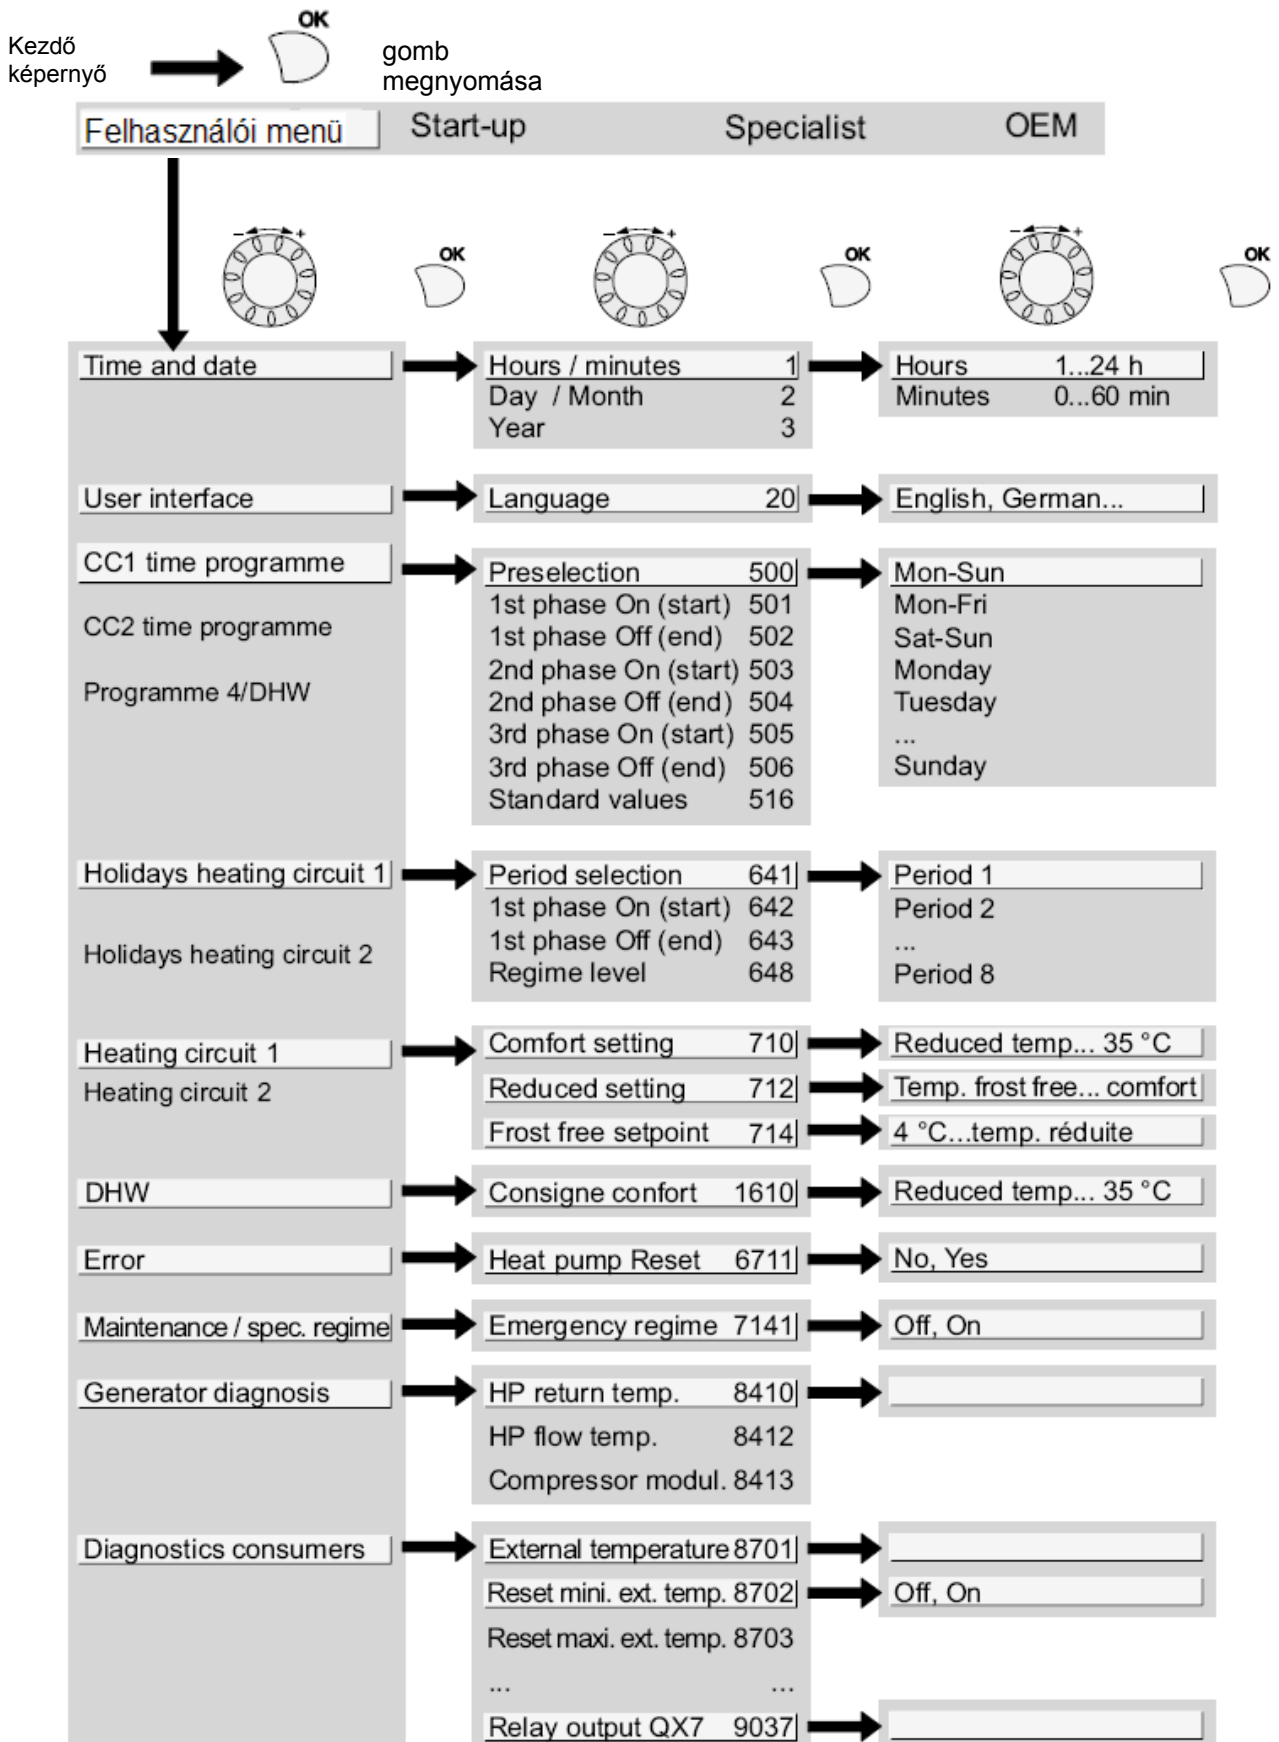 OK
Kezdő
képernyő
gomb
megnyomása
Felhasználói menü Start-up Specialist OEM
- + - + - +
OK OK OK
Time and date Hours / minutes 1 Hours 1...24 h
Day / Month 2 Minutes 0...60 min
Year 3
User interface Language 20 English, German...
CC1 time programme Preselection 500 Mon-Sun
1st phase On (start) 501 Mon-Fri
CC2 time programme 1st phase Off (end) 502 Sat-Sun
2nd phase On (start) 503 Monday
Programme 4/DHW 2nd phase Off (end) 504 Tuesday
3rd phase On (start) 505 ...
3rd phase Off (end) 506 Sunday
Standard values 516
Holidays heating circuit 1 Period selection 641 Period 1
1st phase On (start) 642 Period 2
Holidays heating circuit 2 1st phase Off (end) 643 ...
Regime level 648 Period 8
Heating circuit 1 Comfort setting 710 Reduced temp... 35 °C
Heating circuit 2 Reduced setting 712 Temp. frost free... comfort
Frost free setpoint 714 4 °C...temp. réduite
DHW Consigne confort 1610 Reduced temp... 35 °C
Error Heat pump Reset 6711 No, Yes
Maintenance / spec. regime Emergency regime 7141 Off, On
Generator diagnosis HP return temp. 8410
HP flow temp. 8412
Compressor modul. 8413
Diagnostics consumers External temperature 8701
Reset mini. ext. temp. 8702 Off, On
Reset maxi. ext. temp. 8703
... ...
Relay output QX7 9037